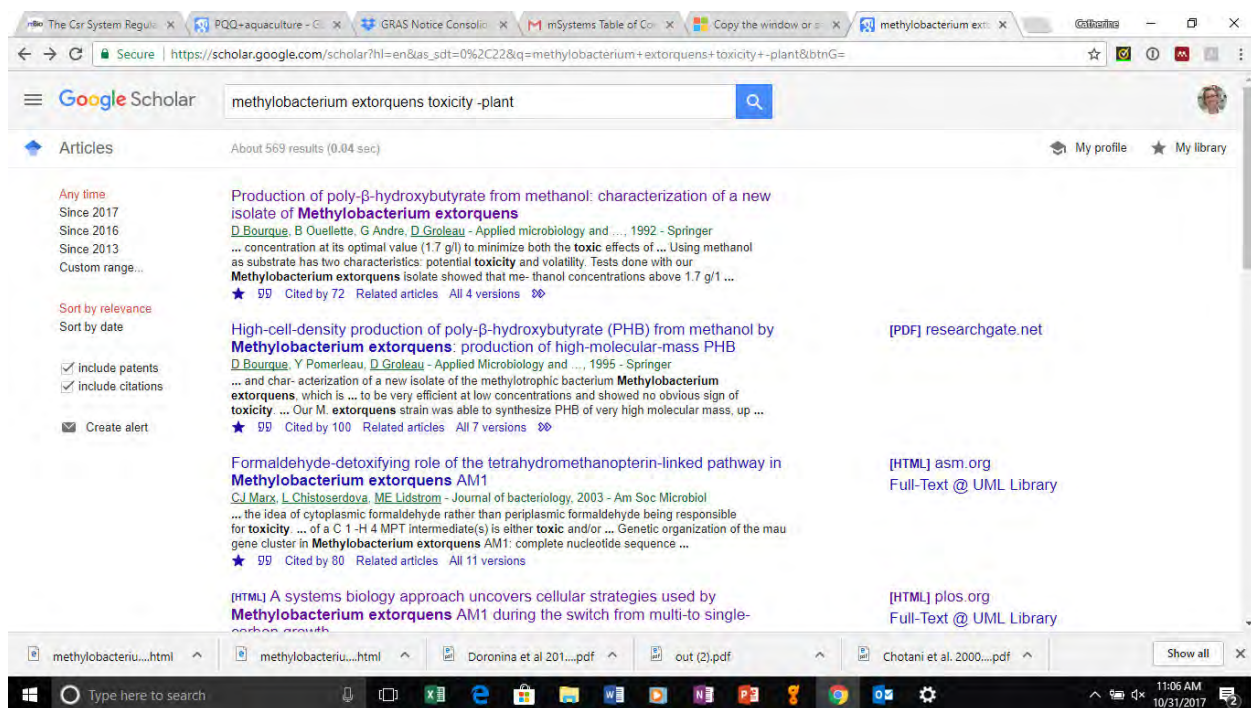 The Csr System Regula
PQQ+aquaculture - G
GRAS Notice Consolid
mSystems Table of Co
Copy the window or s
methylobacterium ext
Catherine
Secure | https://scholar.google.com/scholar?hl=en&as_sdt=0%2C22&q=methylobacterium+extorquens+toxicity+-plant&btnG=
Google Scholar
methylobacterium extorquens toxicity -plant
Articles
About 569 results (0.04 sec)
My profile
My library
Any time
Since 2017
Since 2016
Since 2013
Custom range...
Sort by relevance
Sort by date
include patents
include citations
Create alert
Production of poly-β-hydroxybutyrate from methanol: characterization of a new
isolate of Methylobacterium extorquens
D Bourque, B Ouellette, G Andre, D Groleau - Applied microbiology and ..., 1992 - Springer
... concentration at its optimal value (1.7 g/l) to minimize both the toxic effects of ... Using methanol
as substrate has two characteristics: potential toxicity and volatility. Tests done with our
Methylobacterium extorquens isolate showed that me- thanol concentrations above 1.7 g/1 ...
Cited by 72 Related articles All 4 versions
High-cell-density production of poly-β-hydroxybutyrate (PHB) from methanol by
Methylobacterium extorquens: production of high-molecular-mass PHB
D Bourque, Y Pomerleau, D Groleau - Applied Microbiology and ..., 1995 - Springer
... and char- acterization of a new isolate of the methylotrophic bacterium Methylobacterium
extorquens, which is ... to be very efficient at low concentrations and showed no obvious sign of
toxicity. ... Our M. extorquens strain was able to synthesize PHB of very high molecular mass, up ...
Cited by 100 Related articles All 7 versions
[PDF] researchgate.net
Formaldehyde-detoxifying role of the tetrahydromethanopterin-linked pathway in
Methylobacterium extorquens AM1
CJ Marx, L Chistoserdova, ME Lidstrom - Journal of bacteriology, 2003 - Am Soc Microbiol
... the idea of cytoplasmic formaldehyde rather than periplasmic formaldehyde being responsible
for toxicity. ... of a C 1 -H 4 MPT intermediate(s) is either toxic and/or ... Genetic organization of the mau
gene cluster in Methylobacterium extorquens AM1: complete nucleotide sequence ...
Cited by 80 Related articles All 11 versions
[HTML] asm.org
Full-Text @ UML Library
[HTML] A systems biology approach uncovers cellular strategies used by
Methylobacterium extorquens AM1 during the switch from multi-to single-
carbon growth
[HTML] plos.org
Full-Text @ UML Library
methylobacteriu....html
methylobacteriu....html
Doronina et al 201....pdf
out (2).pdf
Chotani et al. 2000....pdf
Show all
Type here to search
11:06 AM
10/31/2017